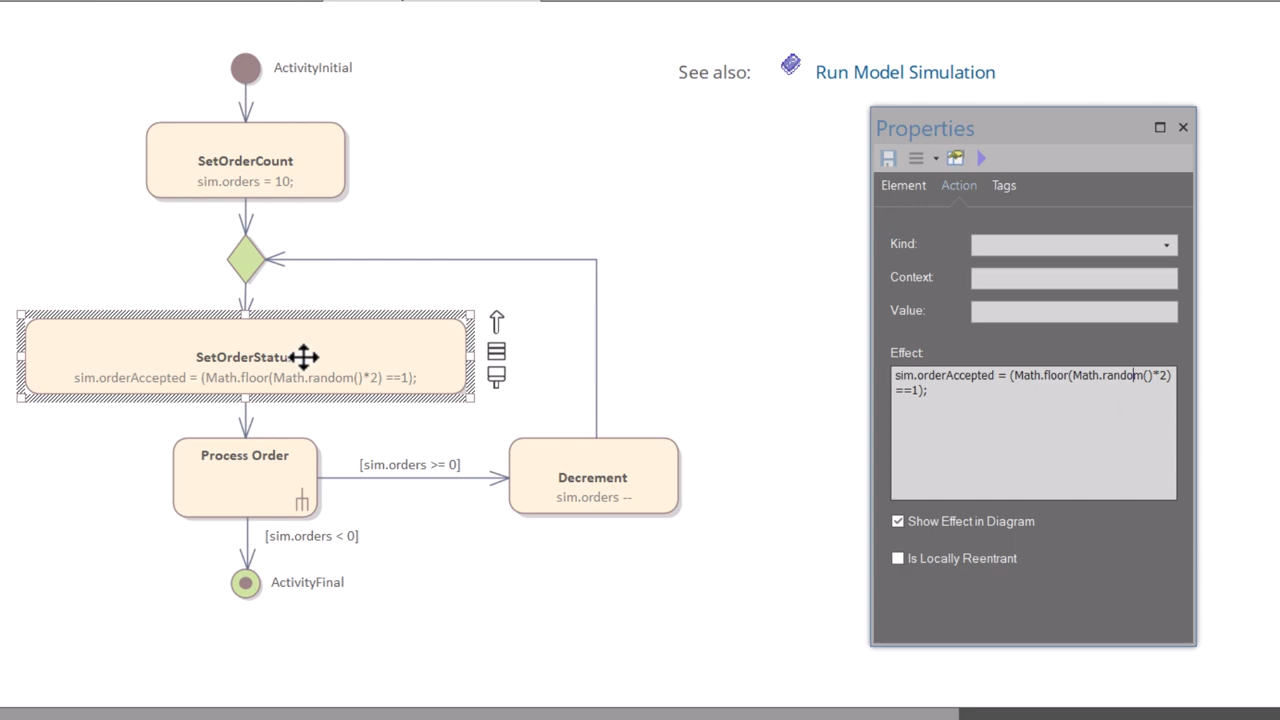 ActivityInitial
See also:
Run Model Simulation
SetOrderCount
sim.orders = 10;
SetOrderStatu
sim.orderAccepted = (Math.floor(Math.random()*2) ==1);
Process Order
[sim.orders >= 0]
Decrement
sim.orders --
[sim.orders < 0]
ActivityFinal
Properties
Element Action Tags
Kind:
Context:
Value:
Effect:
sim.orderAccepted = (Math.floor(Math.random()*2)
==1);
Show Effect in Diagram
Is Locally Reentrant